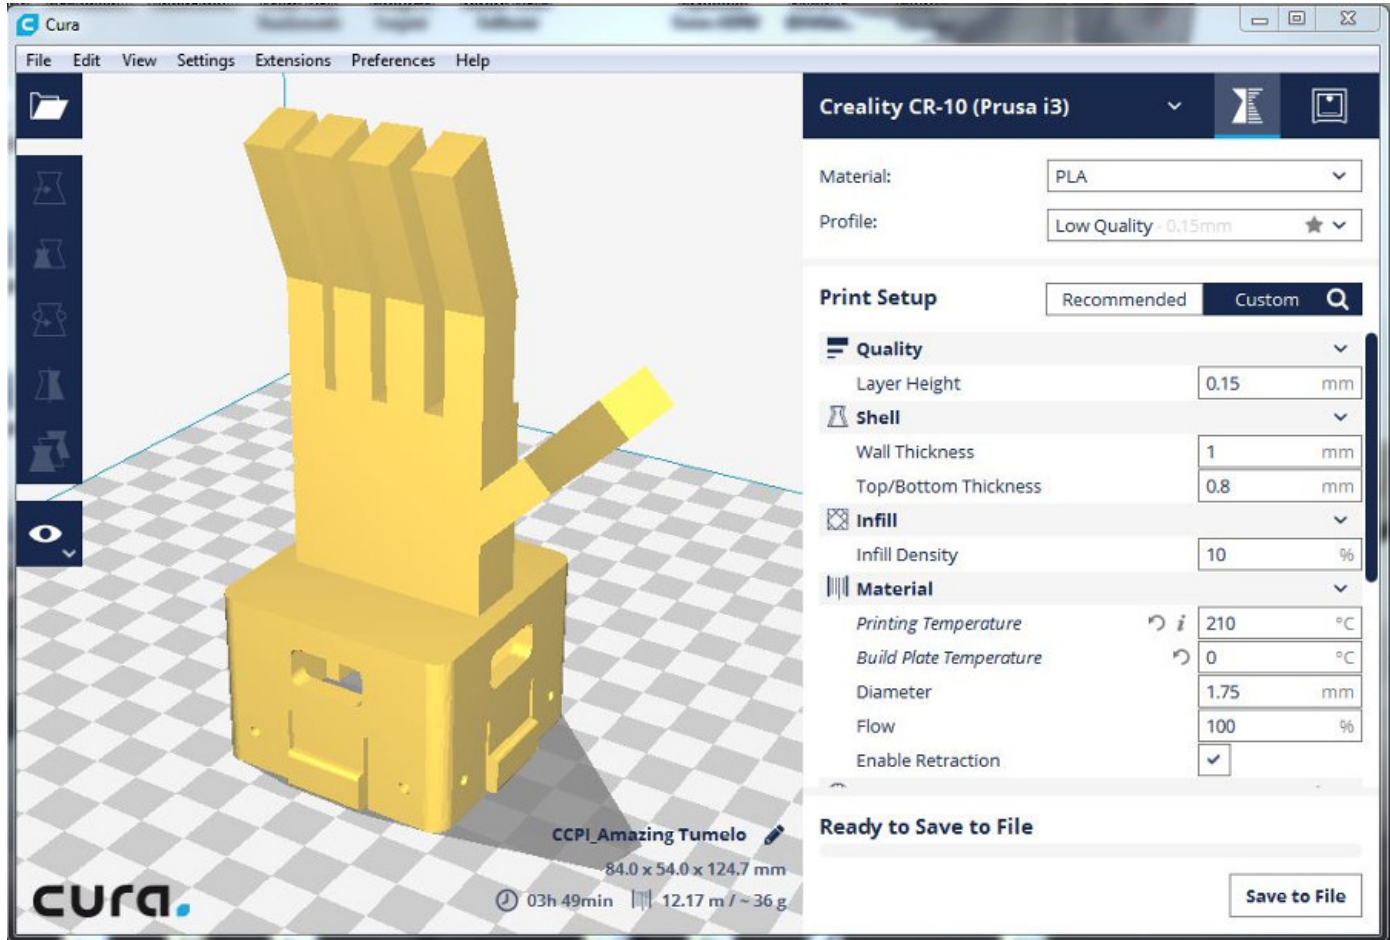 Cura
File Edit View Settings Extensions Preferences Help
Creality CR-10 (Prusa i3)
Material: PLA
Profile: Low Quality - 0.15mm
Print Setup Recommended Custom
Quality
Layer Height 0.15 mm
Shell
Wall Thickness 1 mm
Top/Bottom Thickness 0.8 mm
Infill
Infill Density 10 %
Material
Printing Temperature i 210 °C
Build Plate Temperature 0 °C
Diameter 1.75 mm
Flow 100 %
Enable Retraction
CCPI_Amazing Tumelo
84.0 x 54.0 x 124.7 mm
03h 49min 12.17 m / ~ 36 g
cura.
Ready to Save to File
Save to File